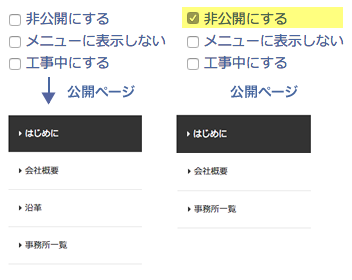 非公開にする
メニューに表示しない
工事中にする
公開ページ
はじめに
会社概要
沿革
事務所一覧
非公開にする
メニューに表示しない
工事中にする
公開ページ
はじめに
会社概要
事務所一覧